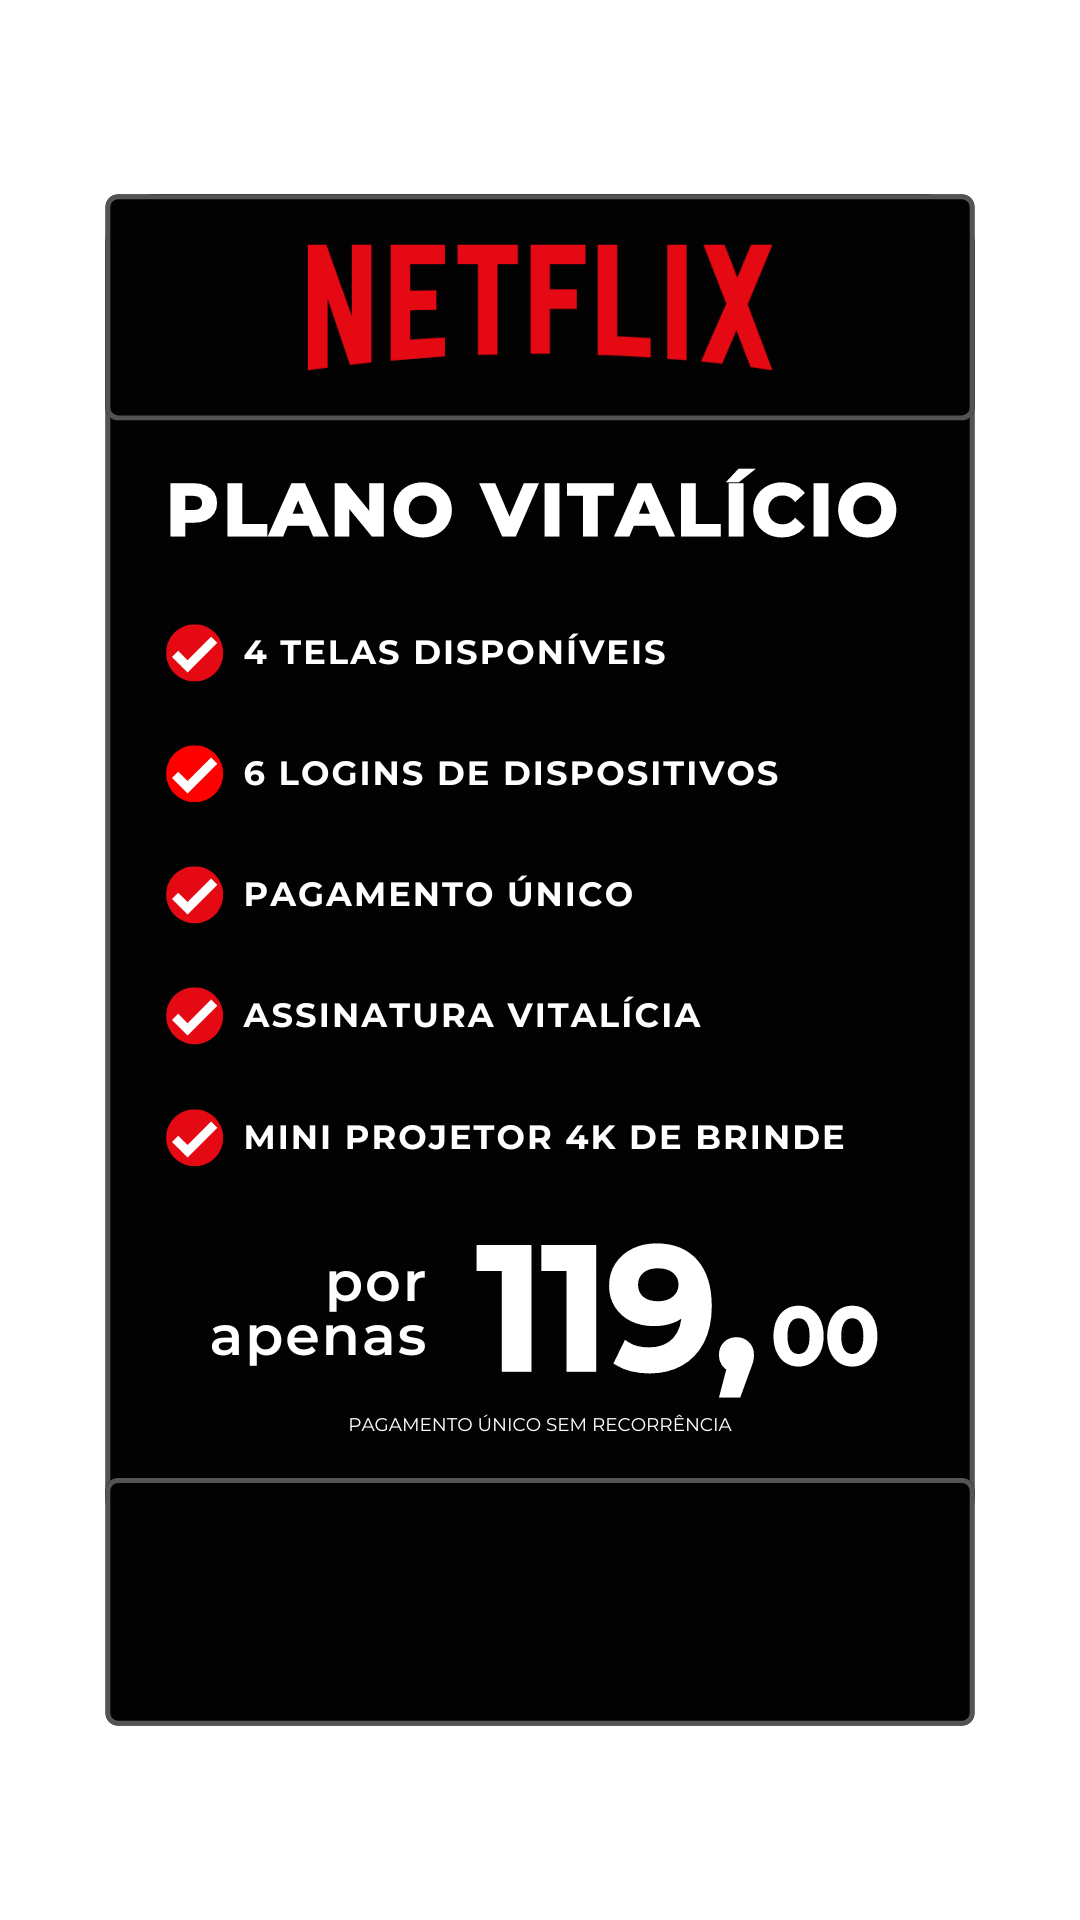 NETFLIX
PLANO VITALÍCIO
4 TELAS DISPONÍVEIS
6 LOGINS DE DISPOSITIVOS
PAGAMENTO ÚNICO
ASSINATURA VITALÍCIA
MINI PROJETOR 4K DE BRINDE
por
apenas
119,00
PAGAMENTO ÚNICO SEM RECORRÊNCIA